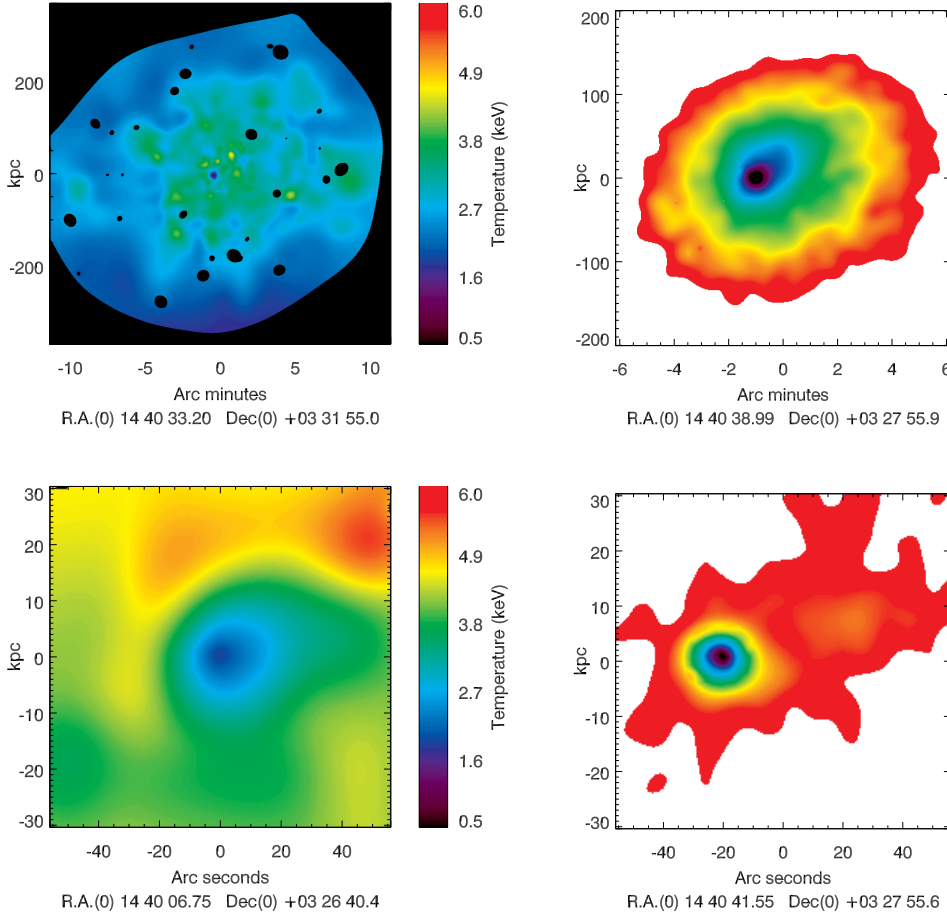 200
0
-200
kpc
-10 -5 0 5 10
Arc minutes
R.A.(0) 14 40 33.20 Dec(0) +03 31 55.0
6.0
4.9
3.8
2.7
1.6
0.5
Temperature (keV)
200
100
0
-100
-200
kpc
-6 -4 -2 0 2 4 6
Arc minutes
R.A.(0) 14 40 38.99 Dec(0) +03 27 55.9
30
20
10
0
-10
-20
-30
kpc
-40 -20 0 20 40
Arc seconds
R.A.(0) 14 40 06.75 Dec(0) +03 26 40.4
6.0
4.9
3.8
2.7
1.6
0.5
Temperature (keV)
30
20
10
0
-10
-20
-30
kpc
-40 -20 0 20 40
Arc seconds
R.A.(0) 14 40 41.55 Dec(0) +03 27 55.6